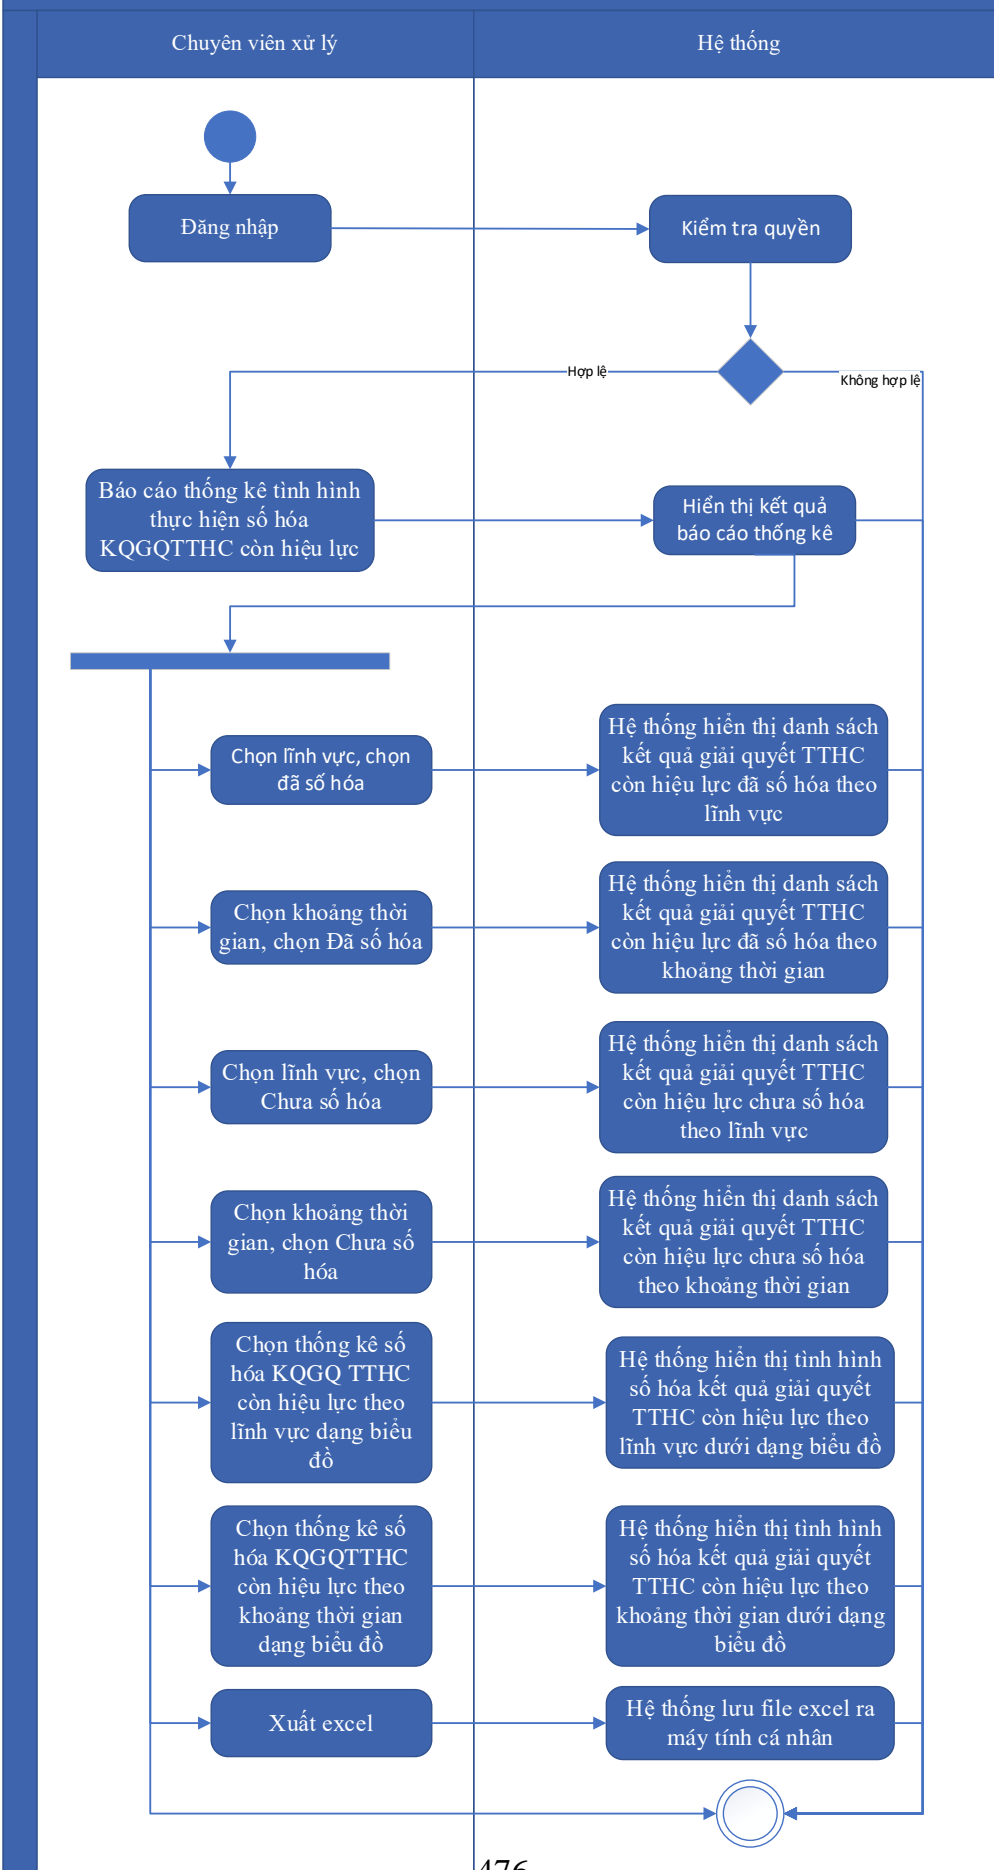 Chuyên viên xử lý
Hệ thống
Đăng nhập
Kiểm tra quyền
Hợp lệ
Không hợp lệ
Báo cáo thống kê tình hình
thực hiện số hóa
KQGQTTHC còn hiệu lực
Hiển thị kết quả
báo cáo thống kê
Chọn lĩnh vực, chọn
đã số hóa
Hệ thống hiển thị danh sách
kết quả giải quyết TTHC
còn hiệu lực đã số hóa theo
lĩnh vực
Chọn khoảng thời
gian, chọn Đã số hóa
Hệ thống hiển thị danh sách
kết quả giải quyết TTHC
còn hiệu lực đã số hóa theo
khoảng thời gian
Chọn lĩnh vực, chọn
Chưa số hóa
Hệ thống hiển thị danh sách
kết quả giải quyết TTHC
còn hiệu lực chưa số hóa
theo lĩnh vực
Chọn khoảng thời
gian, chọn Chưa số
hóa
Hệ thống hiển thị danh sách
kết quả giải quyết TTHC
còn hiệu lực chưa số hóa
theo khoảng thời gian
Chọn thống kê số
hóa KQGQ TTHC
còn hiệu lực theo
lĩnh vực dạng biểu
đồ
Hệ thống hiển thị tình hình
số hóa kết quả giải quyết
TTHC còn hiệu lực theo
lĩnh vực dưới dạng biểu đồ
Chọn thống kê số
hóa KQGQTTHC
còn hiệu lực theo
khoảng thời gian
dạng biểu đồ
Hệ thống hiển thị tình hình
số hóa kết quả giải quyết
TTHC còn hiệu lực theo
khoảng thời gian dưới dạng
biểu đồ
Xuất excel
Hệ thống lưu file excel ra
máy tính cá nhân
476